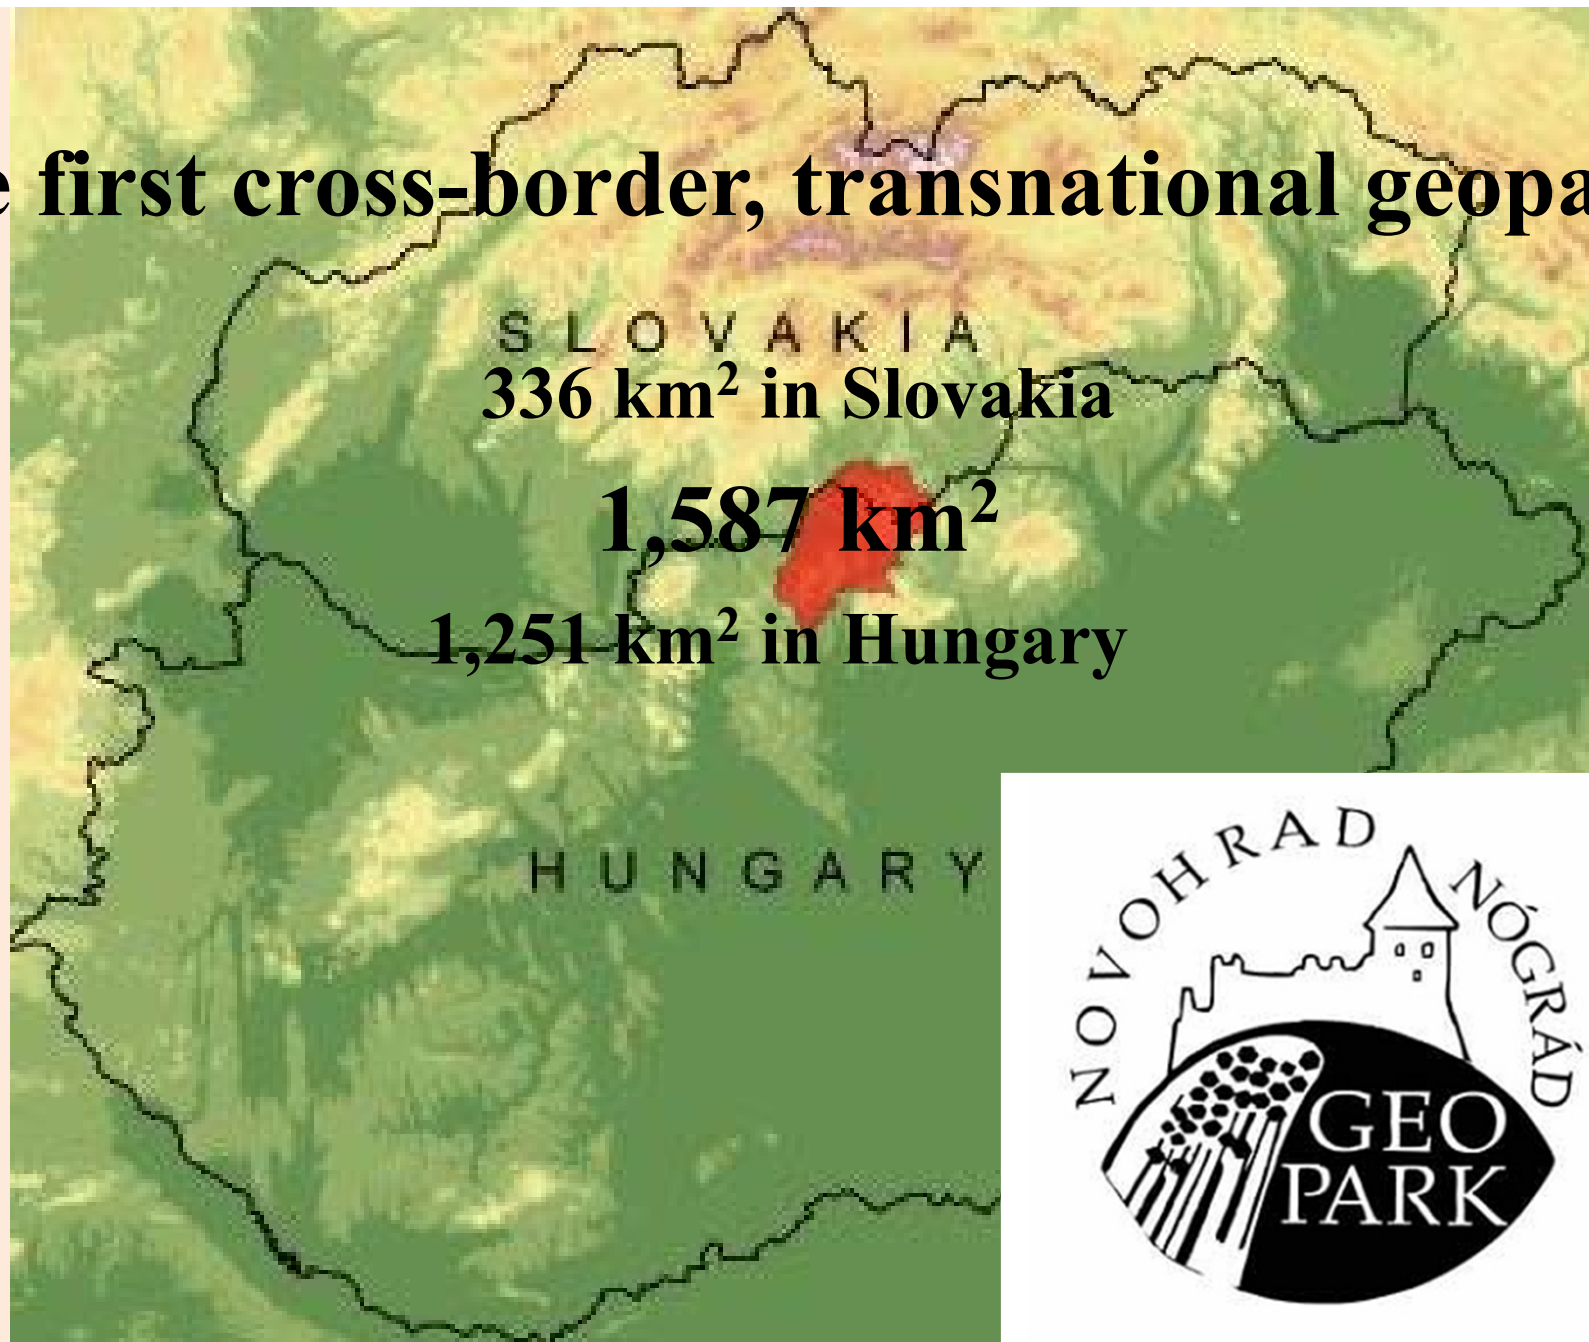 e first cross-border, transnational geopa
SLOVAKIA
336 km² in Slovakia
1,587 km²
1,251 km² in Hungary
HUNGARY
NOVOHRAD NÓGRÁD
GEO
PARK